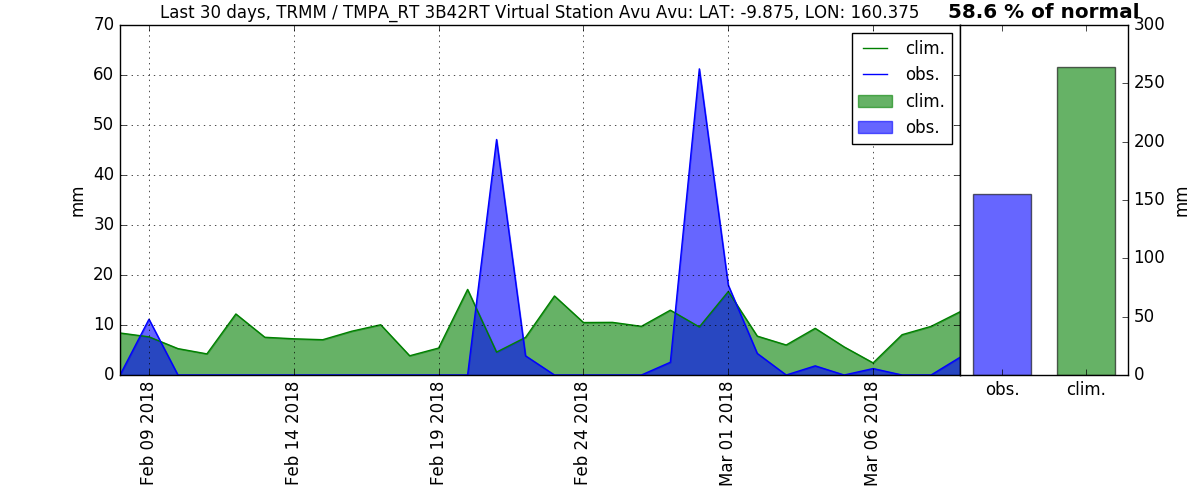 Last 30 days, TRMM / TMPA_RT 3B42RT Virtual Station Avu Avu: LAT: -9.875, LON: 160.375
58.6 % of normal
clim.
obs.
clim.
obs.
mm
70
60
50
40
30
20
10
0
Feb 09 2018
Feb 14 2018
Feb 19 2018
Feb 24 2018
Mar 01 2018
Mar 06 2018
300
250
200
150
100
50
0
mm
obs.
clim.